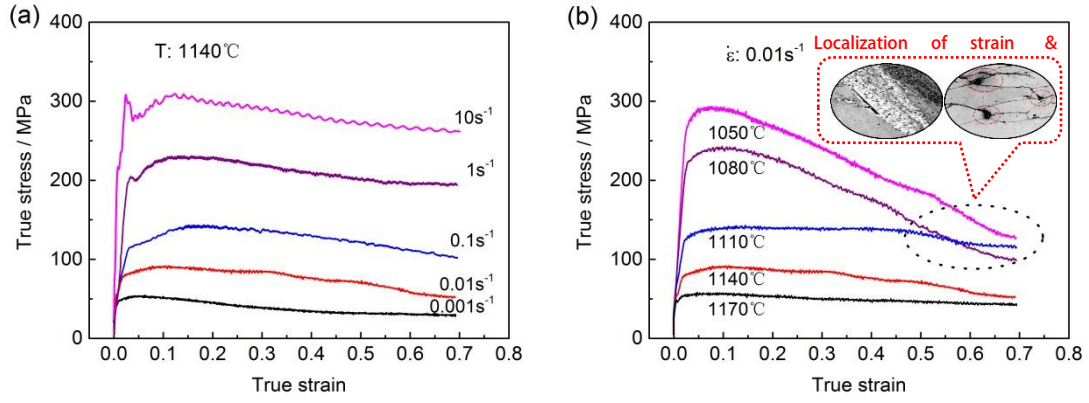 (a)
T: 1140℃
10s⁻¹
1s⁻¹
0.1s⁻¹
0.01s⁻¹
0.001s⁻¹
400
300
200
100
0
0.0 0.1 0.2 0.3 0.4 0.5 0.6 0.7 0.8
True stress / MPa
True strain
(b)
ε̇: 0.01s⁻¹
Localization of strain &
1050℃
1080℃
1110℃
1140℃
1170℃
400
300
200
100
0
0.0 0.1 0.2 0.3 0.4 0.5 0.6 0.7 0.8
True stress / MPa
True strain